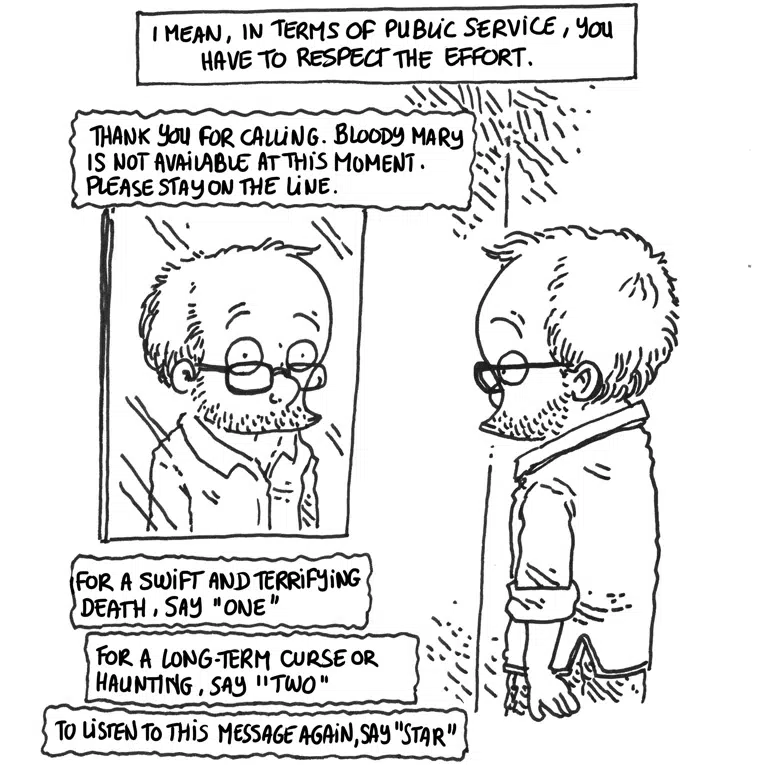 I MEAN, IN TERMS OF PUBLIC SERVICE, YOU
HAVE TO RESPECT THE EFFORT.
THANK YOU FOR CALLING. BLOODY MARY
IS NOT AVAILABLE AT THIS MOMENT.
PLEASE STAY ON THE LINE.
FOR A SWIFT AND TERRIFYING
DEATH, SAY "ONE"
FOR A LONG-TERM CURSE OR
HAUNTING, SAY "TWO"
TO LISTEN TO THIS MESSAGE AGAIN, SAY "STAR"